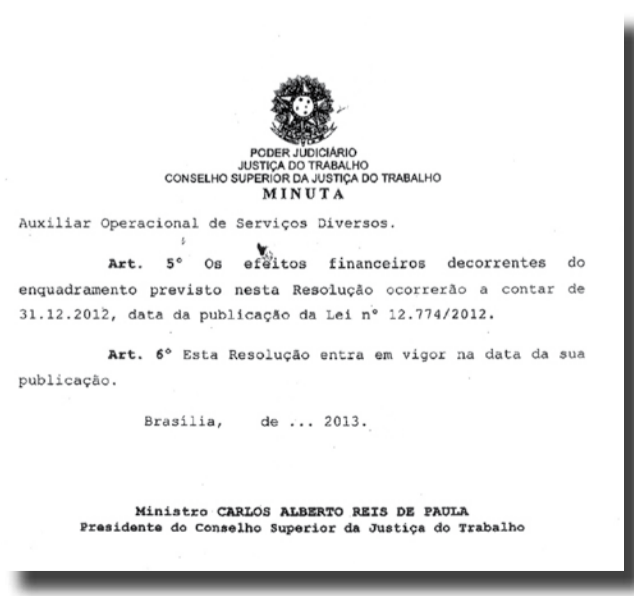 PODER JUDICIÁRIO
JUSTIÇA DO TRABALHO
CONSELHO SUPERIOR DA JUSTIÇA DO TRABALHO
MINUTA
Auxiliar Operacional de Serviços Diversos.
Art. 5º Os efeitos financeiros decorrentes do
enquadramento previsto nesta Resolução ocorrerão a contar de
31.12.2012, data da publicação da Lei nº 12.774/2012.
Art. 6º Esta Resolução entra em vigor na data da sua
publicação.
Brasília, de ... 2013.
Ministro CARLOS ALBERTO REIS DE PAULA
Presidente do Conselho Superior da Justiça do Trabalho